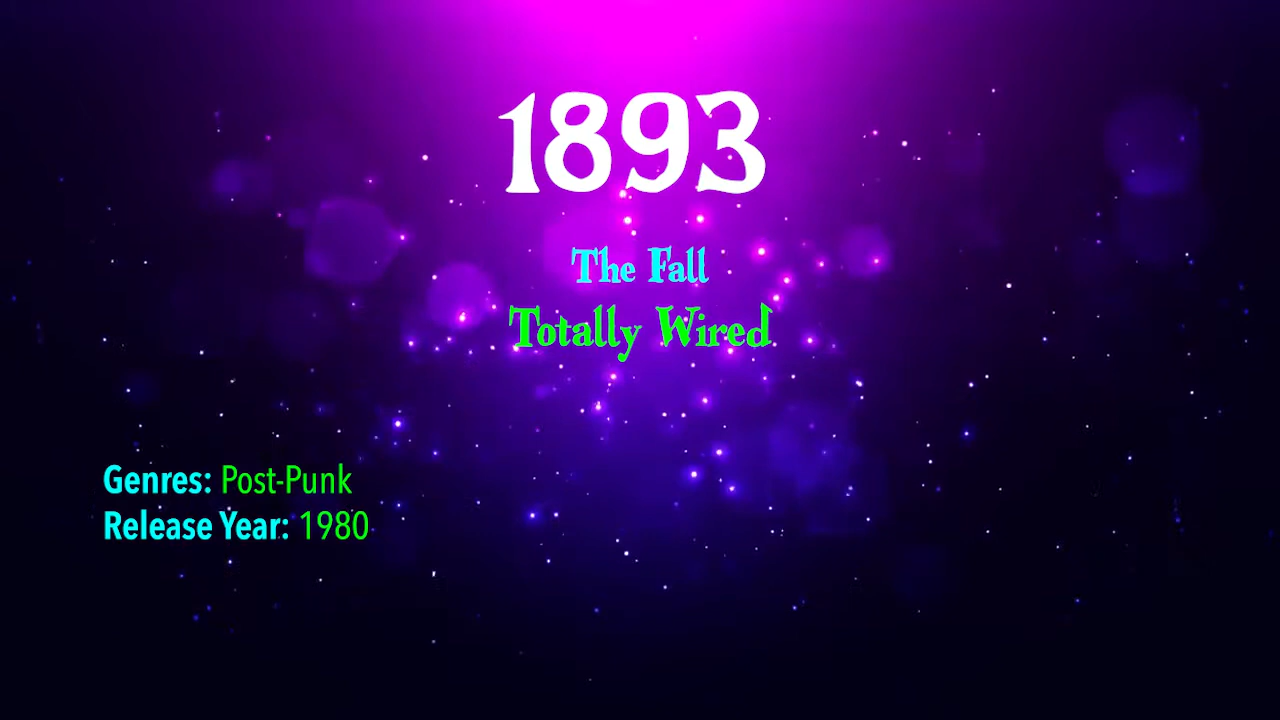 1893
The Fall
Totally Wired
Genres: Post-Punk
Release Year: 1980